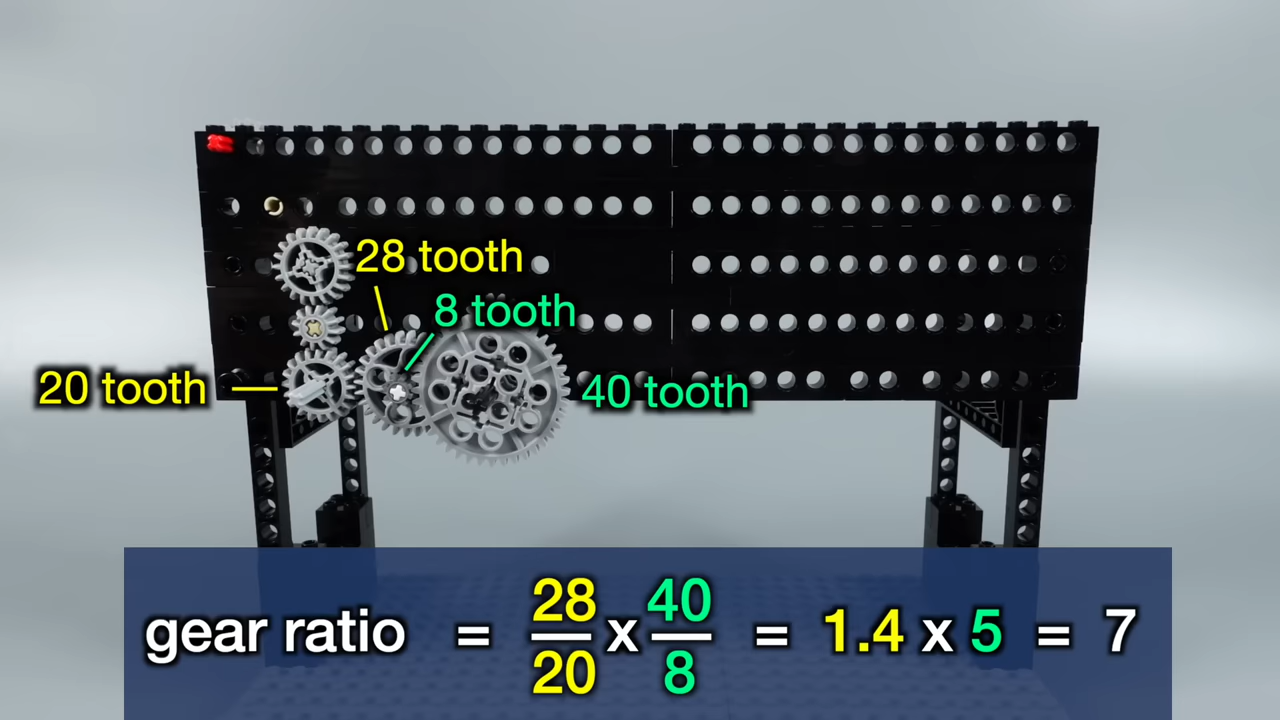 28 tooth
8 tooth
20 tooth
40 tooth
gear ratio = 28/20 x 40/8 = 1.4 x 5 = 7